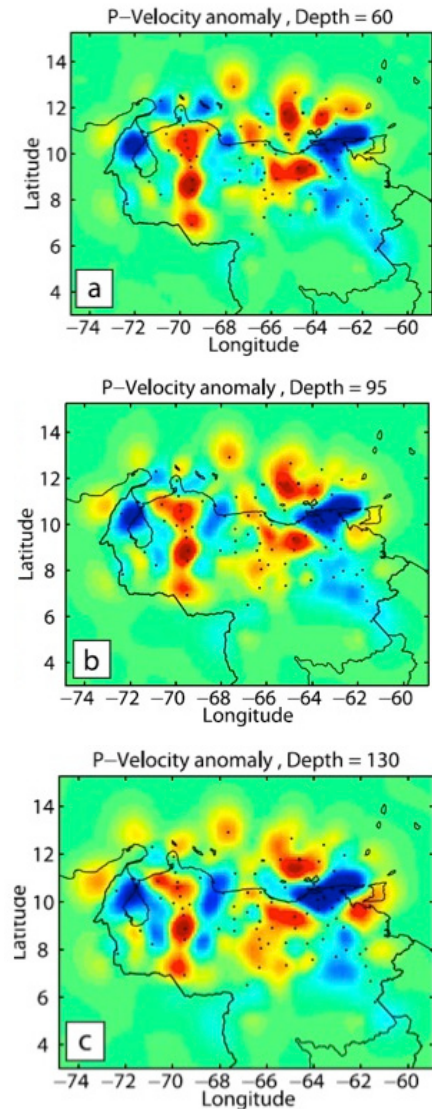 P-Velocity anomaly , Depth = 60
14
12
10
8
6
4
Latitude
a
−74 −72 −70 −68 −66 −64 −62 −60
Longitude
P-Velocity anomaly , Depth = 95
14
12
10
8
6
4
Latitude
b
−74 −72 −70 −68 −66 −64 −62 −60
Longitude
P-Velocity anomaly , Depth = 130
14
12
10
8
6
4
Latitude
c
−74 −72 −70 −68 −66 −64 −62 −60
Longitude